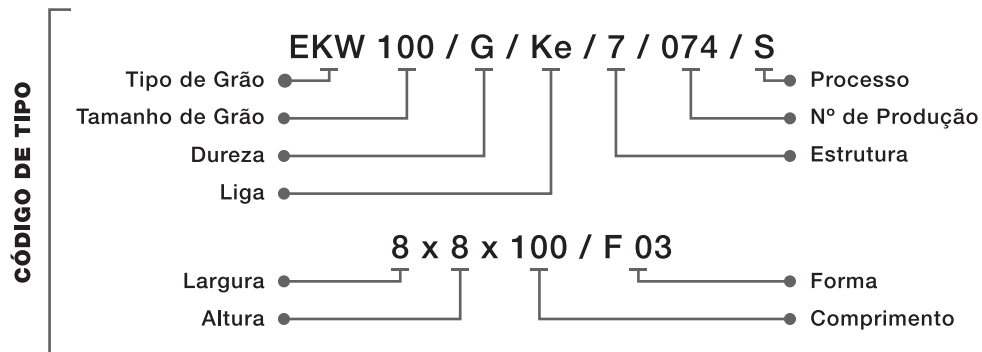 CÓDIGO DE TIPO
EKW 100 / G / Ke / 7 / 074 / S
Tipo de Grão
Processo
Tamanho de Grão
Nº de Produção
Dureza
Estrutura
Liga
8 x 8 x 100 / F 03
Largura
Forma
Altura
Comprimento